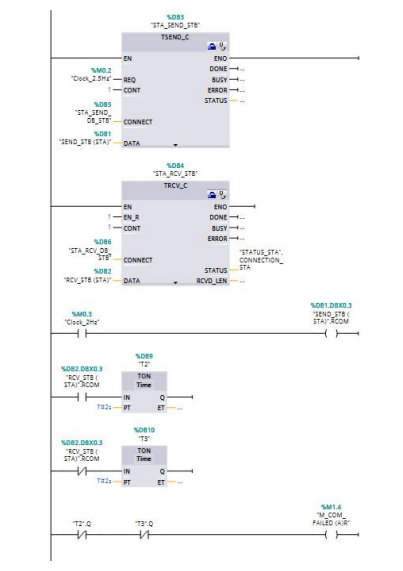 %DB3
"STA_SEND_STB"
TSEND_C
EN ENO
DONE ...
%M0.2
"Clock_2.5Hz" REQ BUSY ...
1 CONT ERROR ...
STATUS ...
%DB5
"STA_SEND_
DB_STB" CONNECT
%DB1
"SEND_STB (STA)" DATA
%DB4
"STA_RCV_STB"
TRCV_C
EN ENO
1 EN_R DONE ...
1 CONT BUSY ...
ERROR ...
%DB6
"STA_RCV_DB_
STB" CONNECT
"STATUS_STA".
CONNECTION_
STATUS STA
%DB2
"RCV_STB (STA)" DATA RCVD_LEN ...
%M0.3
"Clock_2Hz"
%DB1.DBX0.3
"SEND_STB (
STA)".RCOM
%DB9
"T2"
%DB2.DBX0.3
"RCV_STB (
STA)".RCOM
TON
Time
IN Q
T#2s PT ET ...
%DB10
"T3"
%DB2.DBX0.3
"RCV_STB (
STA)".RCOM
TON
Time
IN Q
T#2s PT ET ...
%M1.4
"M_COM_
FAILED (A)R"
"T2".Q "T3".Q